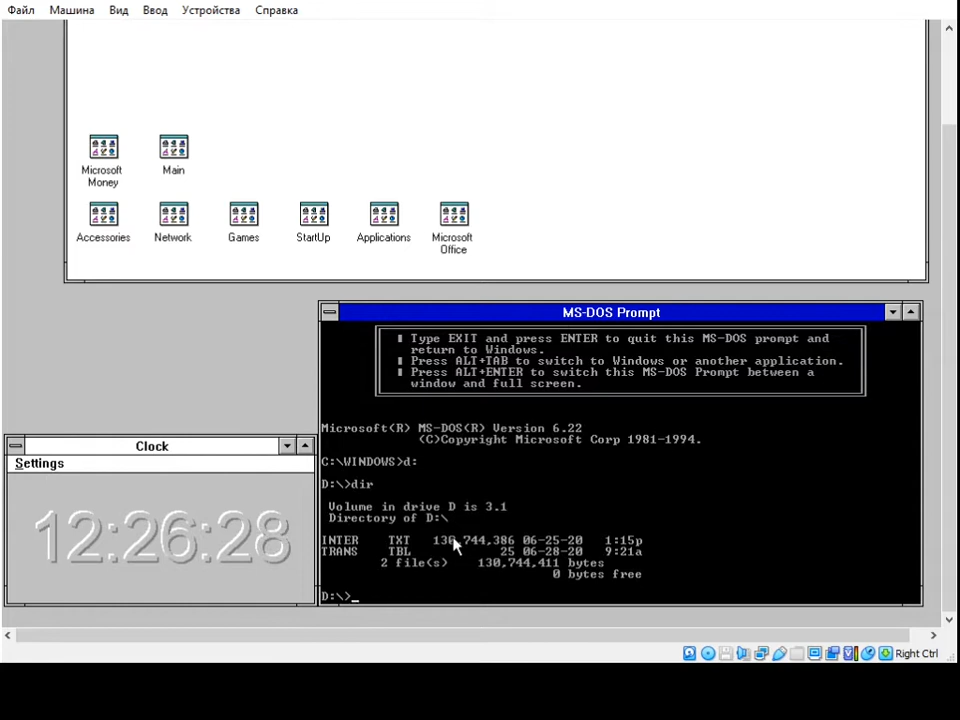 Файл Машина Вид Ввод Устройства Справка
Microsoft Money
Main
Accessories
Network
Games
StartUp
Applications
Microsoft Office
MS-DOS Prompt
Type EXIT and press ENTER to quit this MS-DOS prompt and
return to Windows.
Press ALT+TAB to switch to Windows or another application.
Press ALT+ENTER to switch this MS-DOS Prompt between a
window and full screen.
Microsoft(R) MS-DOS(R) Version 6.22
(C)Copyright Microsoft Corp 1981-1994.
C:\WINDOWS>d:
D:\>dir
Volume in drive D is 3.1
Directory of D:\
INTER TXT 130,744,386 06-25-20 1:15p
TRANS TBL 25 06-28-20 9:21a
2 file(s) 130,744,411 bytes
0 bytes free
D:\>_
Clock
Settings
12:26:28
Right Ctrl